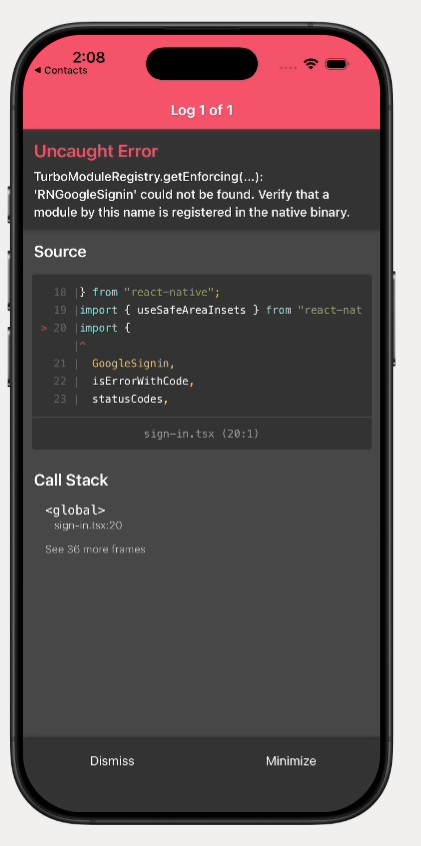 2:08
◀ Contacts
Log 1 of 1
Uncaught Error
TurboModuleRegistry.getEnforcing(...):
'RNGoogleSignin' could not be found. Verify that a
module by this name is registered in the native binary.
Source
18 |} from "react-native";
19 |import { useSafeAreaInsets } from "react-nat
> 20 |import {
|^
21 |  GoogleSignin,
22 |  isErrorWithCode,
23 |  statusCodes,
sign-in.tsx (20:1)
Call Stack
<global>
sign-in.tsx:20
See 36 more frames
Dismiss
Minimize